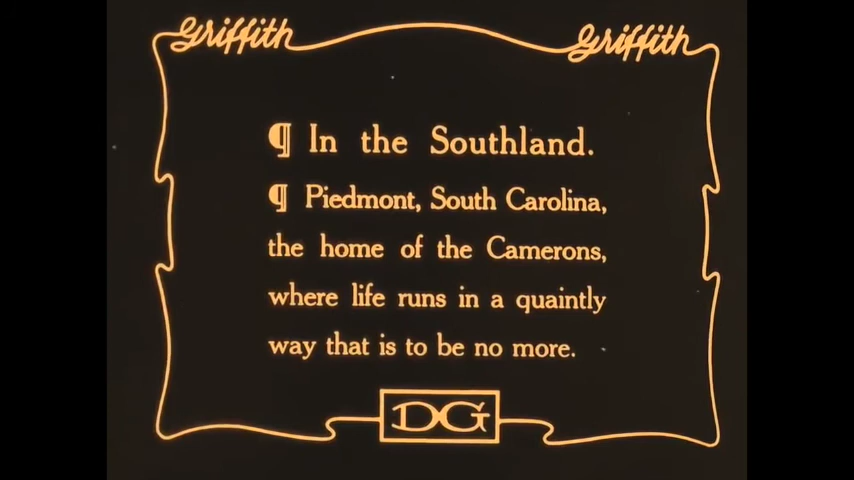 Griffith Griffith
¶ In the Southland.
¶ Piedmont, South Carolina,
the home of the Camerons,
where life runs in a quaintly
way that is to be no more.
DG